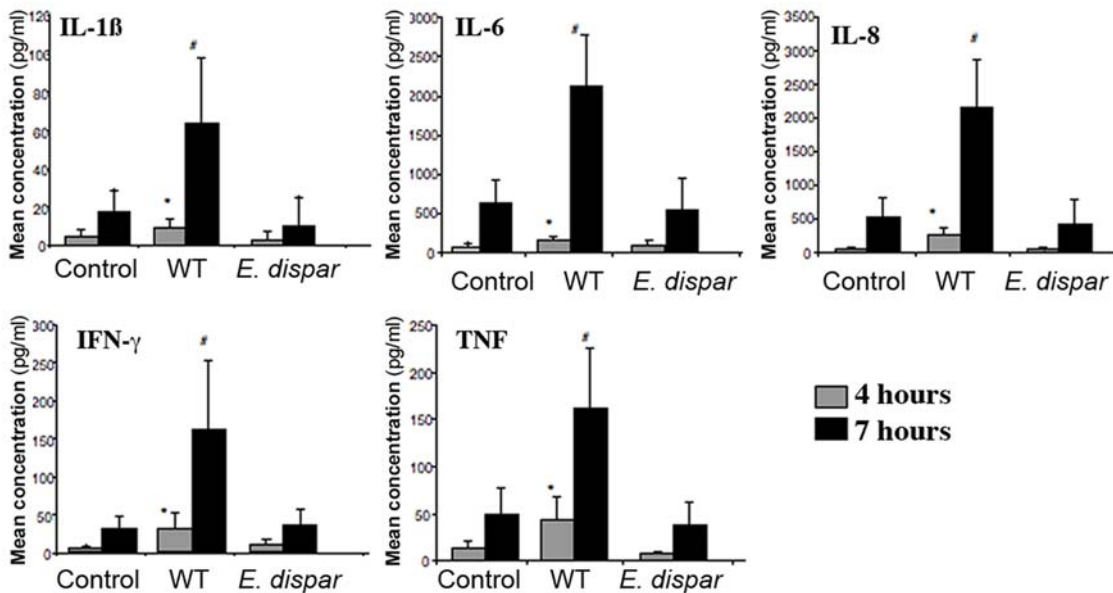 IL-1ß
Mean concentration (pg/ml)
120
100
80
60
40
20
0
#
*
Control WT E. dispar
IL-6
Mean concentration (pg/ml)
3000
2500
2000
1500
1000
500
0
#
*
Control WT E. dispar
IL-8
Mean concentration (pg/ml)
3500
3000
2500
2000
1500
1000
500
0
#
*
Control WT E. dispar
IFN-γ
Mean concentration (pg/ml)
300
250
200
150
100
50
0
#
*
Control WT E. dispar
TNF
Mean concentration (pg/ml)
250
200
150
100
50
0
#
*
Control WT E. dispar
4 hours
7 hours